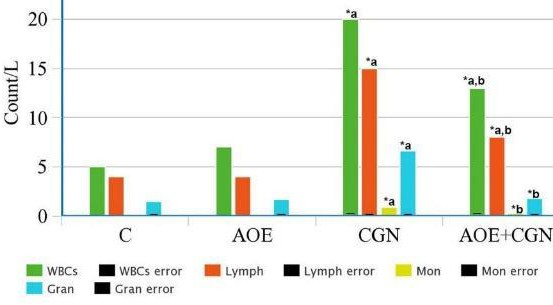 Count/L
20
15
10
5
0
*a
*a
*a
*a
*a,b
*a,b
*b
*b
C AOE CGN AOE+CGN
WBCs WBCs error Lymph Lymph error Mon Mon error
Gran Gran error